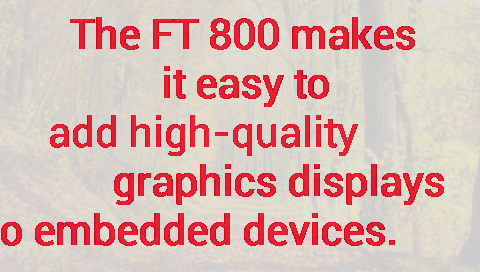 The FT 800 makes
it easy to
add high-quality
graphics displays
o embedded devices.